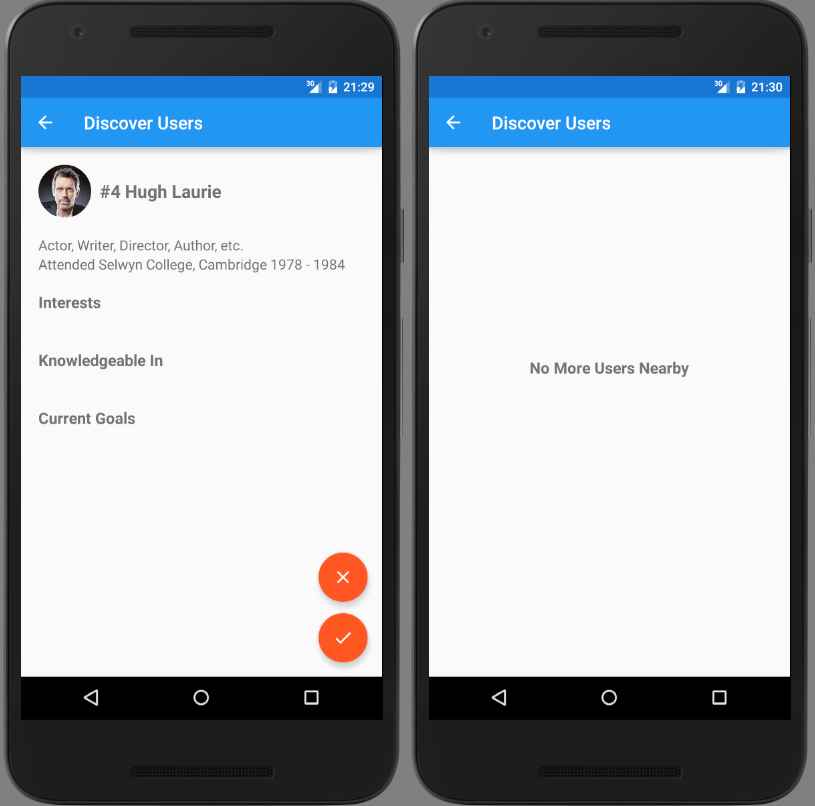 3G 21:29
Discover Users
#4 Hugh Laurie
Actor, Writer, Director, Author, etc.
Attended Selwyn College, Cambridge 1978 - 1984
Interests
Knowledgeable In
Current Goals
3G 21:30
Discover Users
No More Users Nearby